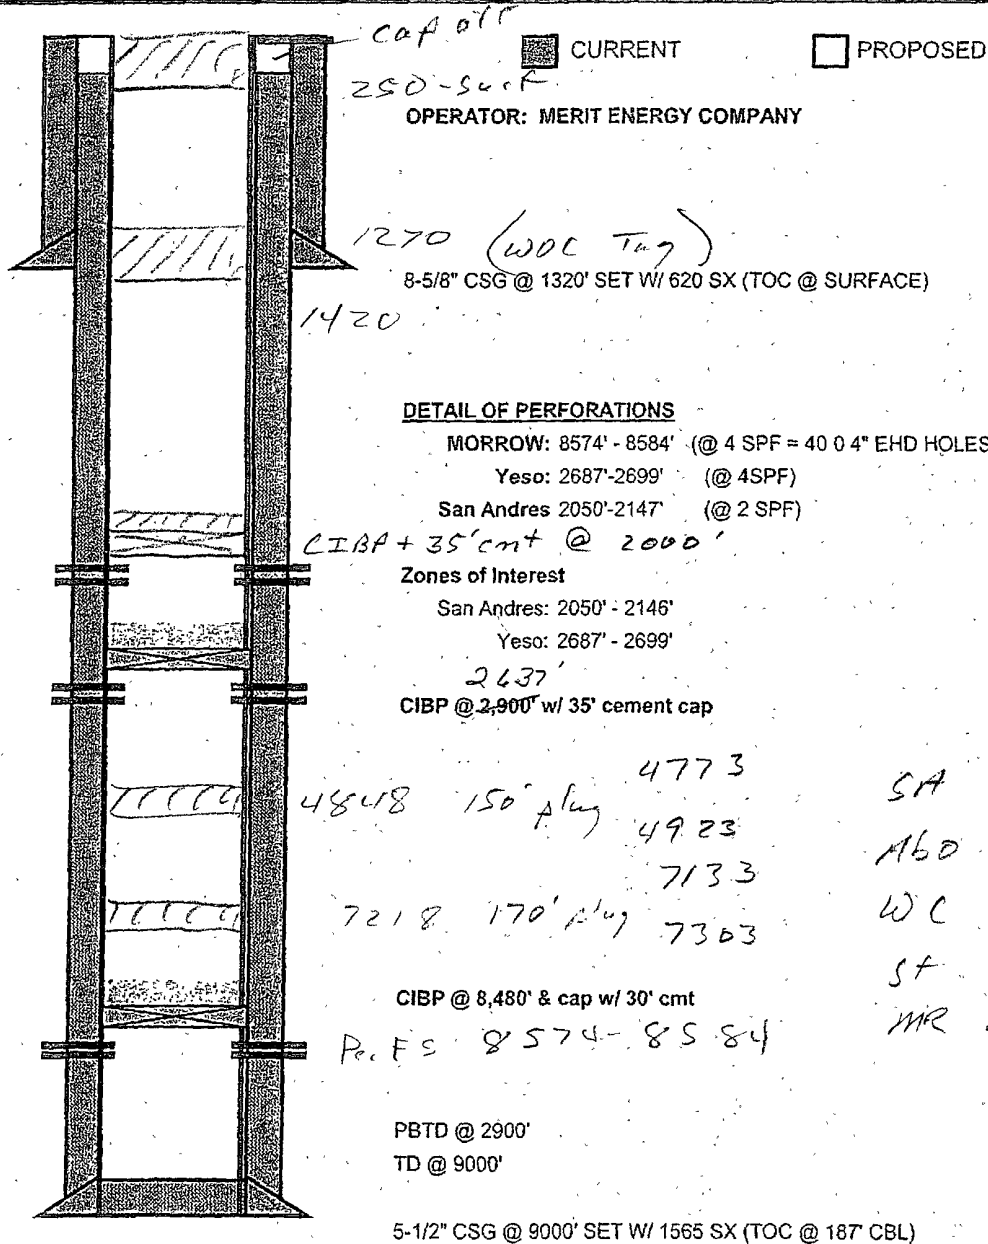 cap off
CURRENT
PROPOSED
250-Surf
OPERATOR: MERIT ENERGY COMPANY
1270 (WOC Tag)
8-5/8" CSG @ 1320' SET W/ 620 SX (TOC @ SURFACE)
1420
DETAIL OF PERFORATIONS
MORROW: 8574' - 8584' (@ 4 SPF = 40 0 4" EHD HOLES
Yeso: 2687'-2699' (@ 4SPF)
San Andres 2050'-2147' (@ 2 SPF)
CIBP + 35' cmt @ 2000'
Zones of Interest
San Andres: 2050' - 2146'
Yeso: 2687' - 2699'
2637'
CIBP @ 2,900' w/ 35' cement cap
4773 SA
4848 150' plug
4923 Abo
7133
7218 170' plug 7303 WC
St
CIBP @ 8,480' & cap w/ 30' cmt
MR
Perfs 8574-8584
PBTD @ 2900'
TD @ 9000'
5-1/2" CSG @ 9000' SET W/ 1565 SX (TOC @ 187' CBL)